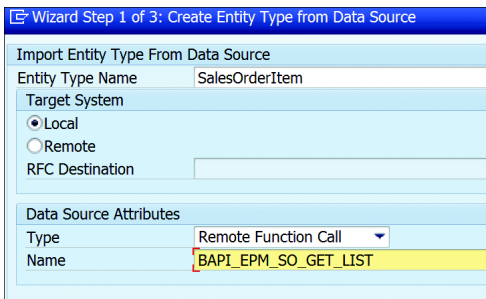 Wizard Step 1 of 3: Create Entity Type from Data Source
Import Entity Type From Data Source
Entity Type Name SalesOrderItem
Target System
Local
Remote
RFC Destination
Data Source Attributes
Type Remote Function Call
Name BAPI_EPM_SO_GET_LIST